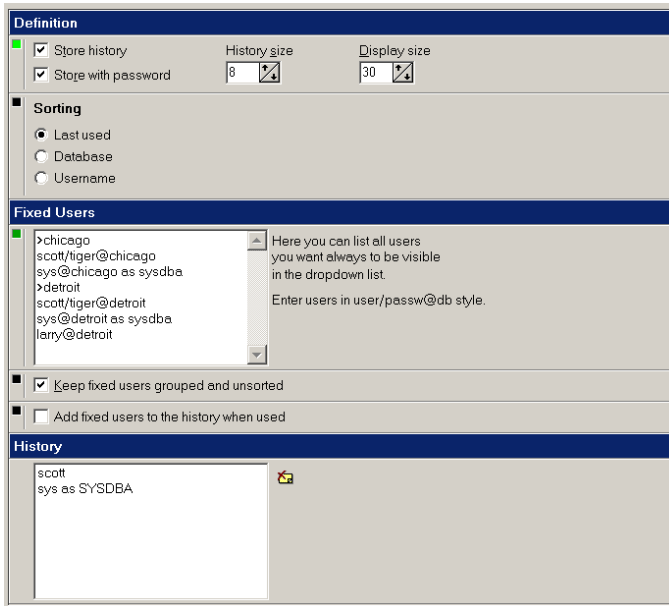 Definition
Store history
History size
Display size
Store with password
8
30
Sorting
Last used
Database
Username
Fixed Users
>chicago
scott/tiger@chicago
sys@chicago as sysdba
>detroit
scott/tiger@detroit
sys@detroit as sysdba
larry@detroit
Here you can list all users
you want always to be visible
in the dropdown list.
Enter users in user/passw@db style.
Keep fixed users grouped and unsorted
Add fixed users to the history when used
History
scott
sys as SYSDBA